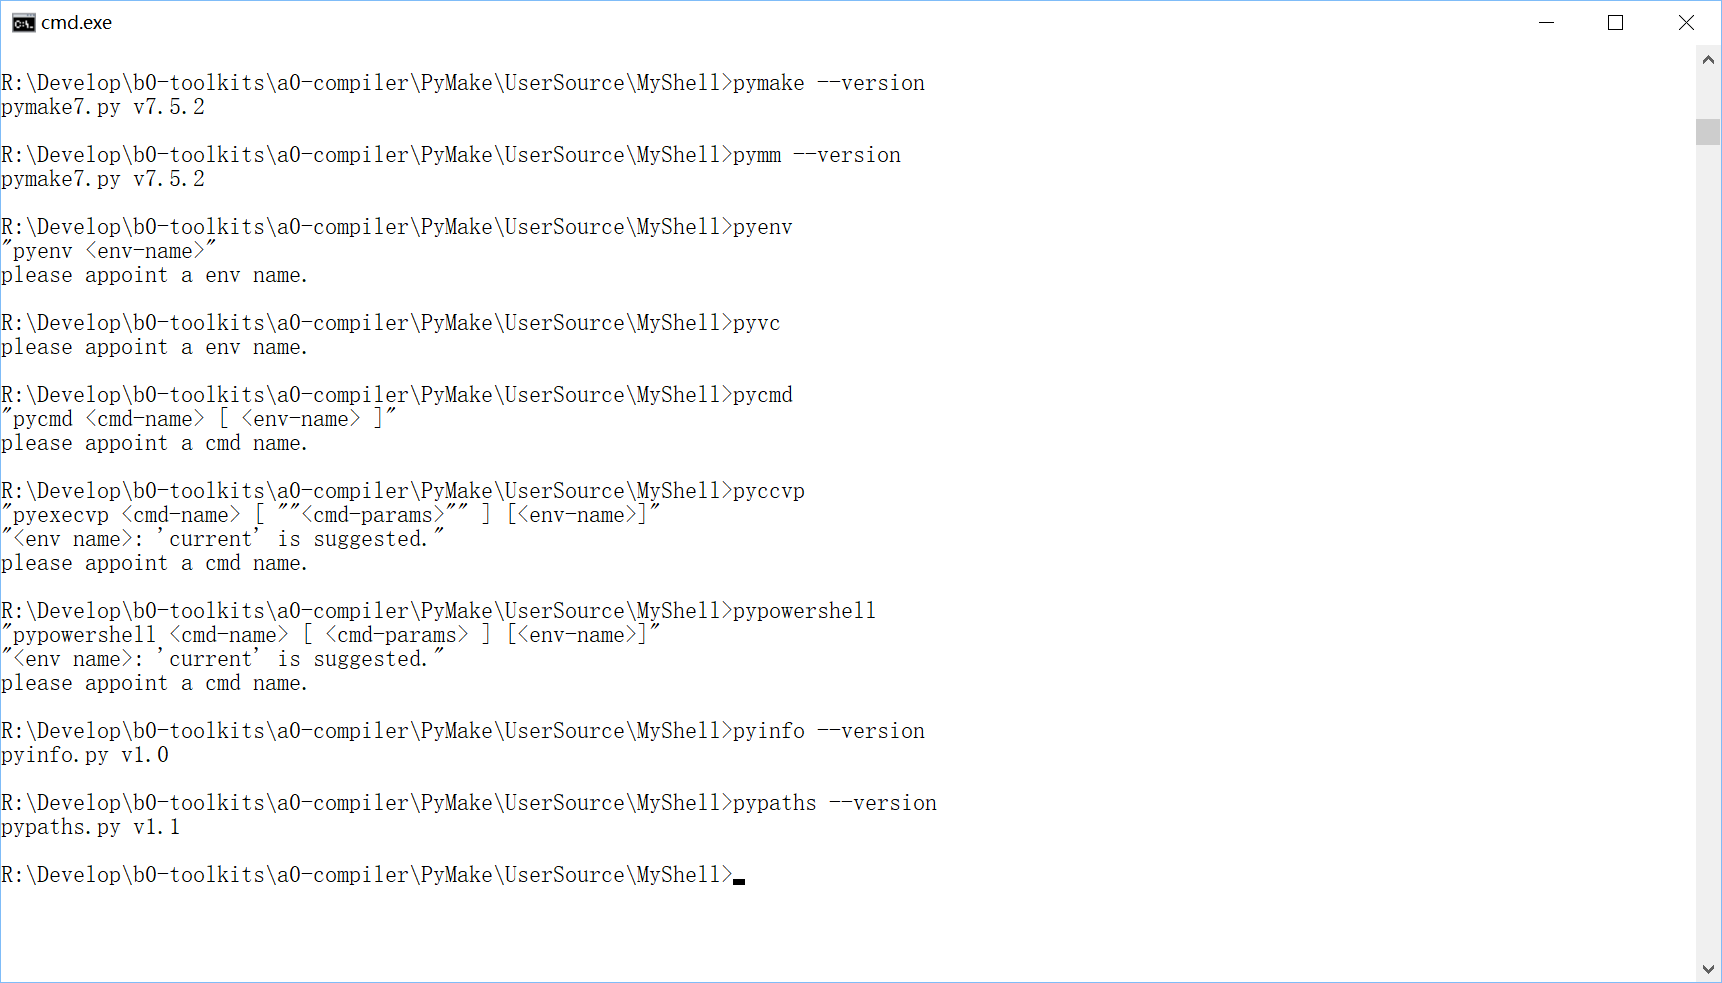 cmd.exe
R:\Develop\b0-toolkits\a0-compiler\PyMake\UserSource\MyShell>pymake --version
pymake7.py v7.5.2
R:\Develop\b0-toolkits\a0-compiler\PyMake\UserSource\MyShell>pymm --version
pymake7.py v7.5.2
R:\Develop\b0-toolkits\a0-compiler\PyMake\UserSource\MyShell>pyenv
"pyenv <env-name>"
please appoint a env name.
R:\Develop\b0-toolkits\a0-compiler\PyMake\UserSource\MyShell>pyvc
please appoint a env name.
R:\Develop\b0-toolkits\a0-compiler\PyMake\UserSource\MyShell>pycmd
"pycmd <cmd-name> [ <env-name> ]"
please appoint a cmd name.
R:\Develop\b0-toolkits\a0-compiler\PyMake\UserSource\MyShell>pyccvp
"pyexecvp <cmd-name> [ ""<cmd-params>"" ] [<env-name>]"
"<env name>: 'current' is suggested."
please appoint a cmd name.
R:\Develop\b0-toolkits\a0-compiler\PyMake\UserSource\MyShell>pypowershell
"pypowershell <cmd-name> [ <cmd-params> ] [<env-name>]"
"<env name>: 'current' is suggested."
please appoint a cmd name.
R:\Develop\b0-toolkits\a0-compiler\PyMake\UserSource\MyShell>pyinfo --version
pyinfo.py v1.0
R:\Develop\b0-toolkits\a0-compiler\PyMake\UserSource\MyShell>pypaths --version
pypaths.py v1.1
R:\Develop\b0-toolkits\a0-compiler\PyMake\UserSource\MyShell>